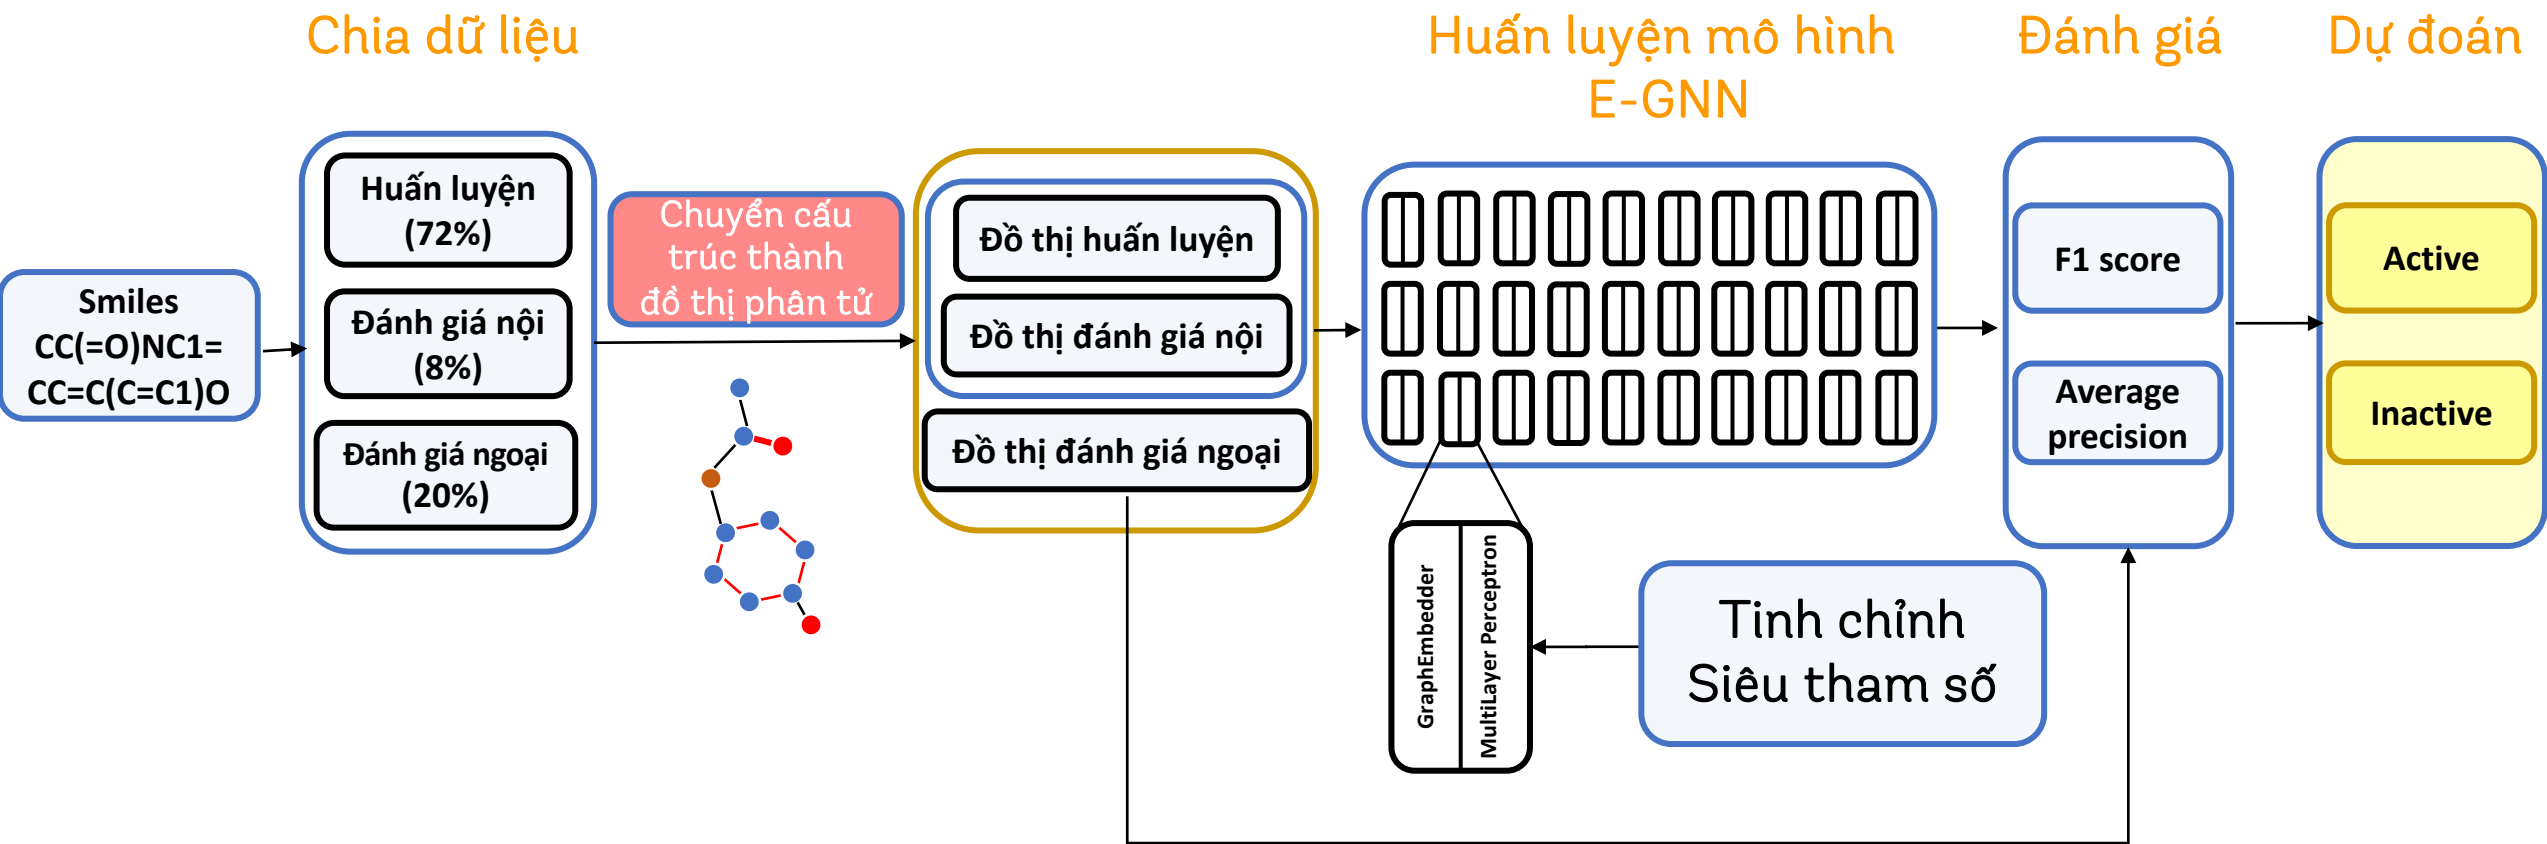 Chia dữ liệu
Huấn luyện mô hình
E-GNN
Đánh giá
Dự đoán
Smiles
CC(=O)NC1=
CC=C(C=C1)O
Huấn luyện
(72%)
Đánh giá nội
(8%)
Đánh giá ngoại
(20%)
Chuyển cấu
trúc thành
đồ thị phân tử
Đồ thị huấn luyện
Đồ thị đánh giá nội
Đồ thị đánh giá ngoại
GraphEmbedder
MultiLayer Perceptron
Tinh chỉnh
Siêu tham số
F1 score
Average
precision
Active
Inactive